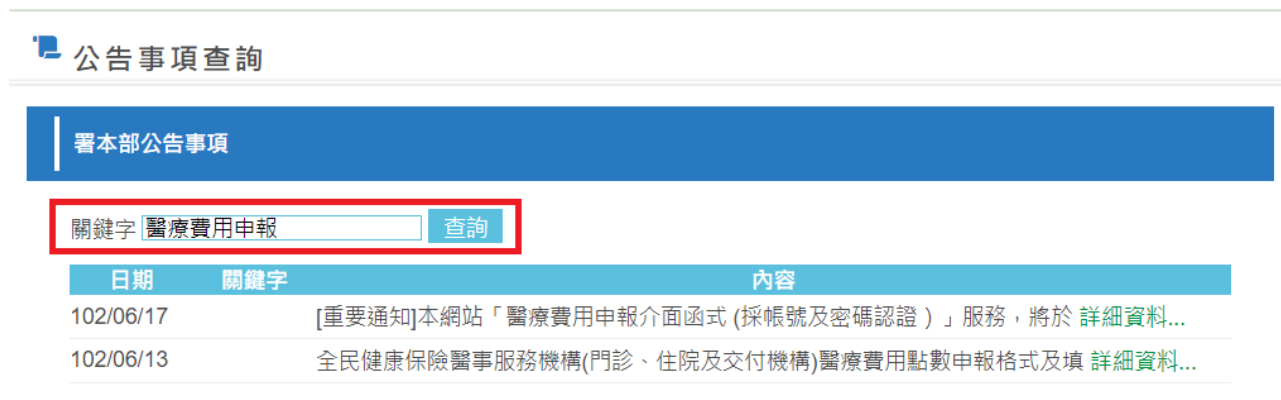 公告事項查詢
署本部公告事項
關鍵字 醫療費用申報 查詢
日期 關鍵字 內容
102/06/17 [重要通知]本網站「醫療費用申報介面函式 (採帳號及密碼認證）」服務，將於 詳細資料...
102/06/13 全民健康保險醫事服務機構(門診、住院及交付機構)醫療費用點數申報格式及填 詳細資料...